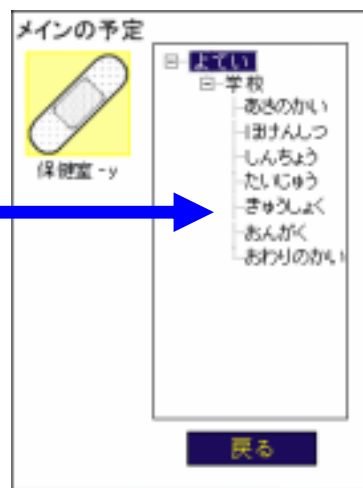 メインの予定
保健室-y
よてい
学校
あさのかい
ほけんしつ
しんちょう
たいじゅう
きゅうしょく
おんがく
おわりのかい
戻る